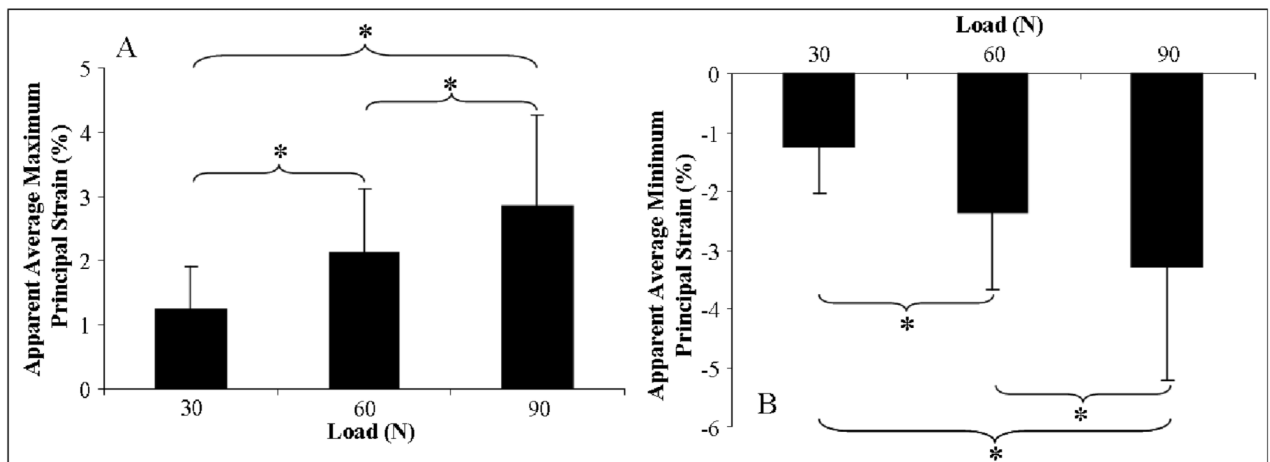 A
*
*
*
5
4
3
2
1
0
Apparent Average Maximum
Principal Strain (%)
30 60 90
Load (N)
Load (N)
30 60 90
0
-1
-2
-3
-4
-5
-6
Apparent Average Minimum
Principal Strain (%)
*
*
*
B